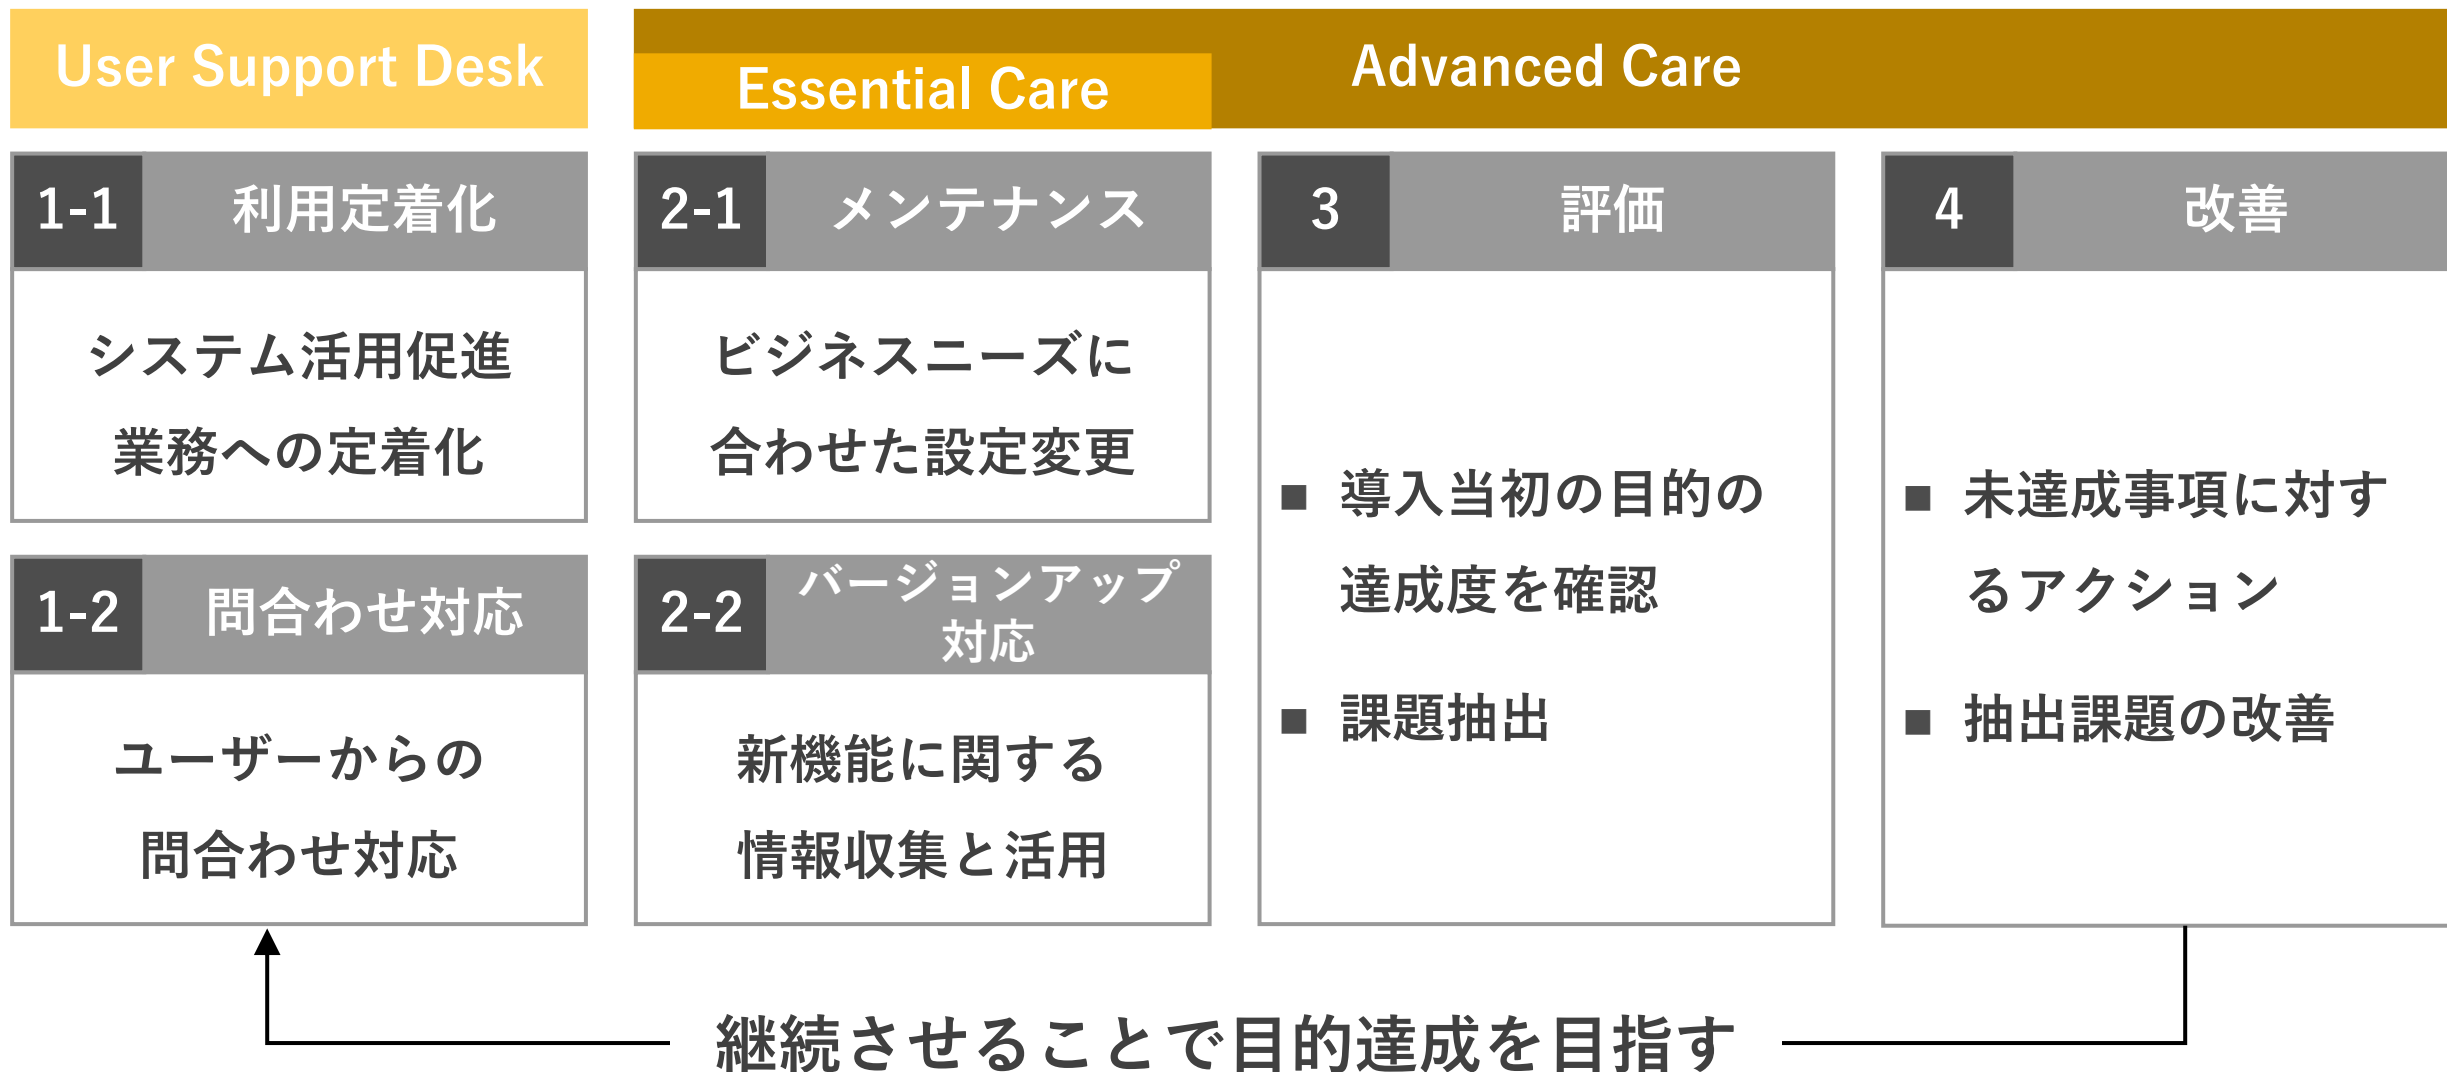 User Support Desk
Essential Care
Advanced Care
1-1 利用定着化
システム活用促進
業務への定着化
1-2 問合わせ対応
ユーザーからの
問合わせ対応
2-1 メンテナンス
ビジネスニーズに
合わせた設定変更
2-2 バージョンアップ
対応
新機能に関する
情報収集と活用
3 評価
■ 導入当初の目的の
達成度を確認
■ 課題抽出
4 改善
■ 未達成事項に対す
るアクション
■ 抽出課題の改善
継続させることで目的達成を目指す